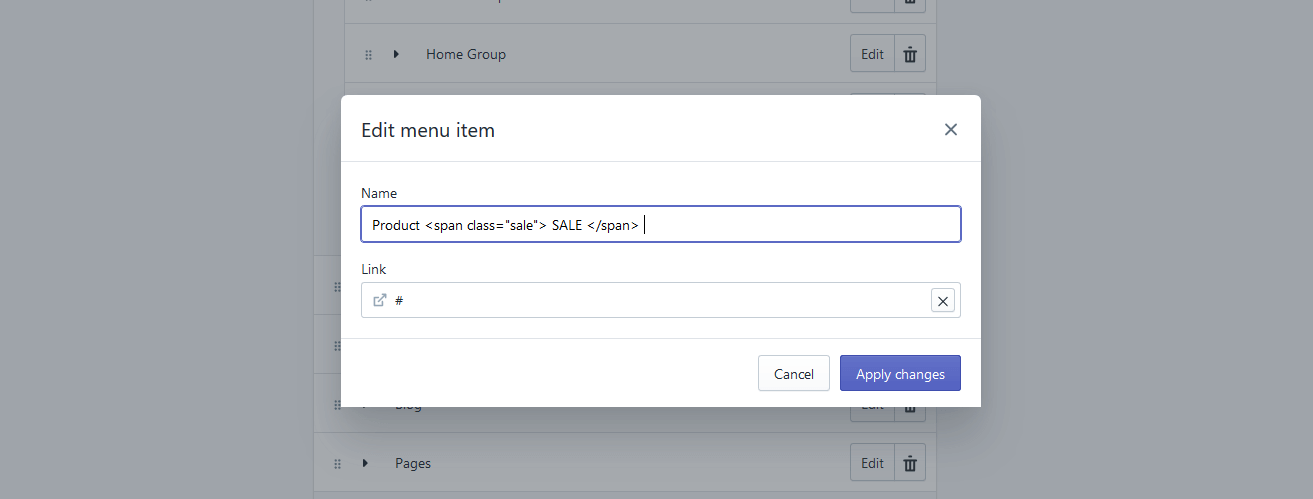 Home Group
Edit
Edit menu item
Name
Product <span class="sale"> SALE </span>
Link
#
Cancel
Apply changes
Blog
Edit
Pages
Edit